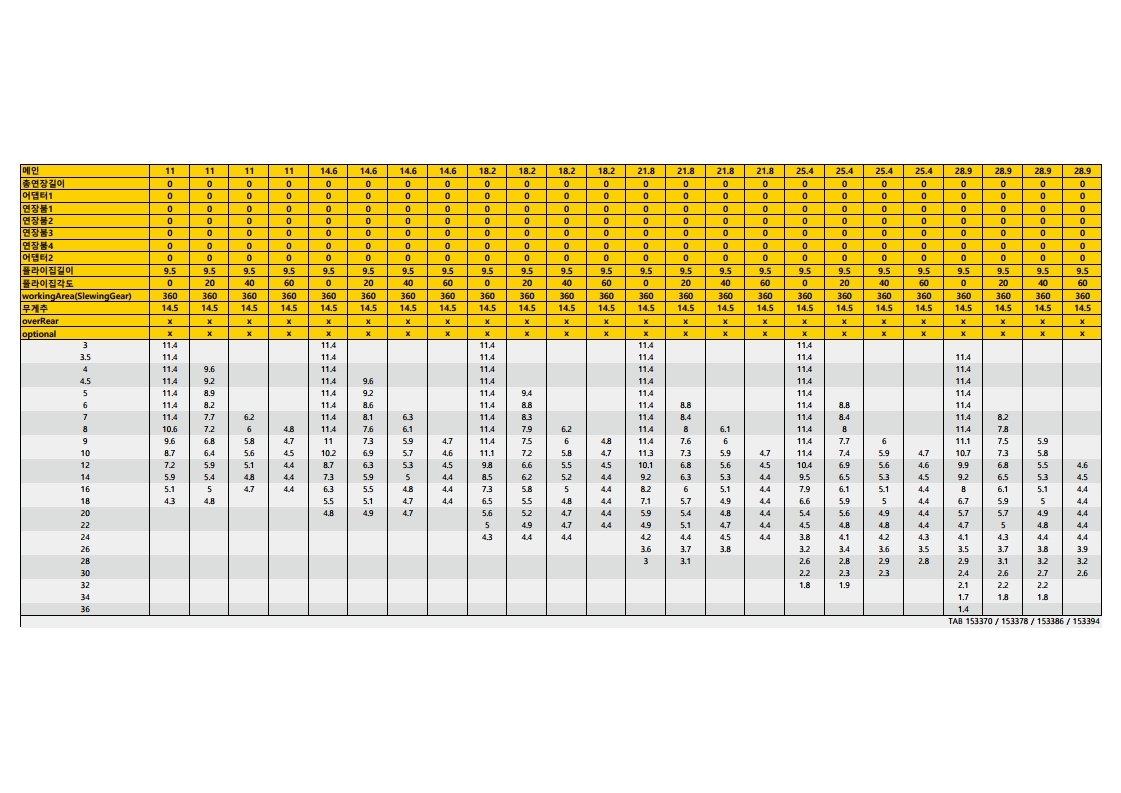 메인 11 11 11 11 14.6 14.6 14.6 14.6 18.2 18.2 18.2 18.2 21.8 21.8 21.8 21.8 25.4 25.4 25.4 25.4 28.9 28.9 28.9 28.9
총연장길이 0 0 0 0 0 0 0 0 0 0 0 0 0 0 0 0 0 0 0 0 0 0 0 0
어댑터1 0 0 0 0 0 0 0 0 0 0 0 0 0 0 0 0 0 0 0 0 0 0 0 0
연장붐1 0 0 0 0 0 0 0 0 0 0 0 0 0 0 0 0 0 0 0 0 0 0 0 0
연장붐2 0 0 0 0 0 0 0 0 0 0 0 0 0 0 0 0 0 0 0 0 0 0 0 0
연장붐3 0 0 0 0 0 0 0 0 0 0 0 0 0 0 0 0 0 0 0 0 0 0 0 0
연장붐4 0 0 0 0 0 0 0 0 0 0 0 0 0 0 0 0 0 0 0 0 0 0 0 0
어댑터2 0 0 0 0 0 0 0 0 0 0 0 0 0 0 0 0 0 0 0 0 0 0 0 0
플라이집길이 9.5 9.5 9.5 9.5 9.5 9.5 9.5 9.5 9.5 9.5 9.5 9.5 9.5 9.5 9.5 9.5 9.5 9.5 9.5 9.5 9.5 9.5 9.5 9.5
플라이집각도 0 20 40 60 0 20 40 60 0 20 40 60 0 20 40 60 0 20 40 60 0 20 40 60
workingArea(SlewingGear) 360 360 360 360 360 360 360 360 360 360 360 360 360 360 360 360 360 360 360 360 360 360 360 360
무게추 14.5 14.5 14.5 14.5 14.5 14.5 14.5 14.5 14.5 14.5 14.5 14.5 14.5 14.5 14.5 14.5 14.5 14.5 14.5 14.5 14.5 14.5 14.5 14.5
overRear x x x x x x x x x x x x x x x x x x x x x x x x
optional x x x x x x x x x x x x x x x x x x x x x x x x
3 11.4 11.4 11.4 11.4 11.4
3.5 11.4 11.4 11.4 11.4 11.4 11.4
4 11.4 9.6 11.4 11.4 11.4 11.4 11.4
4.5 11.4 9.2 11.4 9.6 11.4 11.4 11.4 11.4
5 11.4 8.9 11.4 9.2 11.4 9.4 11.4 11.4 11.4
6 11.4 8.2 11.4 8.6 11.4 8.8 11.4 8.8 11.4 8.8 11.4
7 11.4 7.7 6.2 11.4 8.1 6.3 11.4 8.3 11.4 8.4 11.4 8.4 11.4 8.2
8 10.6 7.2 6 4.8 11.4 7.6 6.1 11.4 7.9 6.2 11.4 8 6.1 11.4 8 11.4 7.8
9 9.6 6.8 5.8 4.7 11 7.3 5.9 4.7 11.4 7.5 6 4.8 11.4 7.6 6 11.4 7.7 6 11.1 7.5 5.9
10 8.7 6.4 5.6 4.5 10.2 6.9 5.7 4.6 11.1 7.2 5.8 4.7 11.3 7.3 5.9 4.7 11.4 7.4 5.9 4.7 10.7 7.3 5.8
12 7.2 5.9 5.1 4.4 8.7 6.3 5.3 4.5 9.8 6.6 5.5 4.5 10.1 6.8 5.6 4.5 10.4 6.9 5.6 4.6 9.9 6.8 5.5 4.6
14 5.9 5.4 4.8 4.4 7.3 5.9 5 4.4 8.5 6.2 5.2 4.4 9.2 6.3 5.3 4.4 9.5 6.5 5.3 4.5 9.2 6.5 5.3 4.5
16 5.1 5 4.7 4.4 6.3 5.5 4.8 4.4 7.3 5.8 5 4.4 8.2 6 5.1 4.4 7.9 6.1 5.1 4.4 8 6.1 5.1 4.4
18 4.3 4.8 5.5 5.1 4.7 4.4 6.5 5.5 4.8 4.4 7.1 5.7 4.9 4.4 6.6 5.9 5 4.4 6.7 5.9 5 4.4
20 4.8 4.9 4.7 5.6 5.2 4.7 4.4 5.9 5.4 4.8 4.4 5.4 5.6 4.9 4.4 5.7 5.7 4.9 4.4
22 5 4.9 4.7 4.4 4.9 5.1 4.7 4.4 4.5 4.8 4.8 4.4 4.7 5 4.8 4.4
24 4.3 4.4 4.4 4.2 4.4 4.5 4.4 3.8 4.1 4.2 4.3 4.1 4.3 4.4 4.4
26 3.6 3.7 3.8 3.2 3.4 3.6 3.5 3.5 3.7 3.8 3.9
28 3 3.1 2.6 2.8 2.9 2.8 2.9 3.1 3.2 3.2
30 2.2 2.3 2.3 2.4 2.6 2.7 2.6
32 1.8 1.9 2.1 2.2 2.2
34 1.7 1.8 1.8
36 1.4
TAB 153370 / 153378 / 153386 / 153394